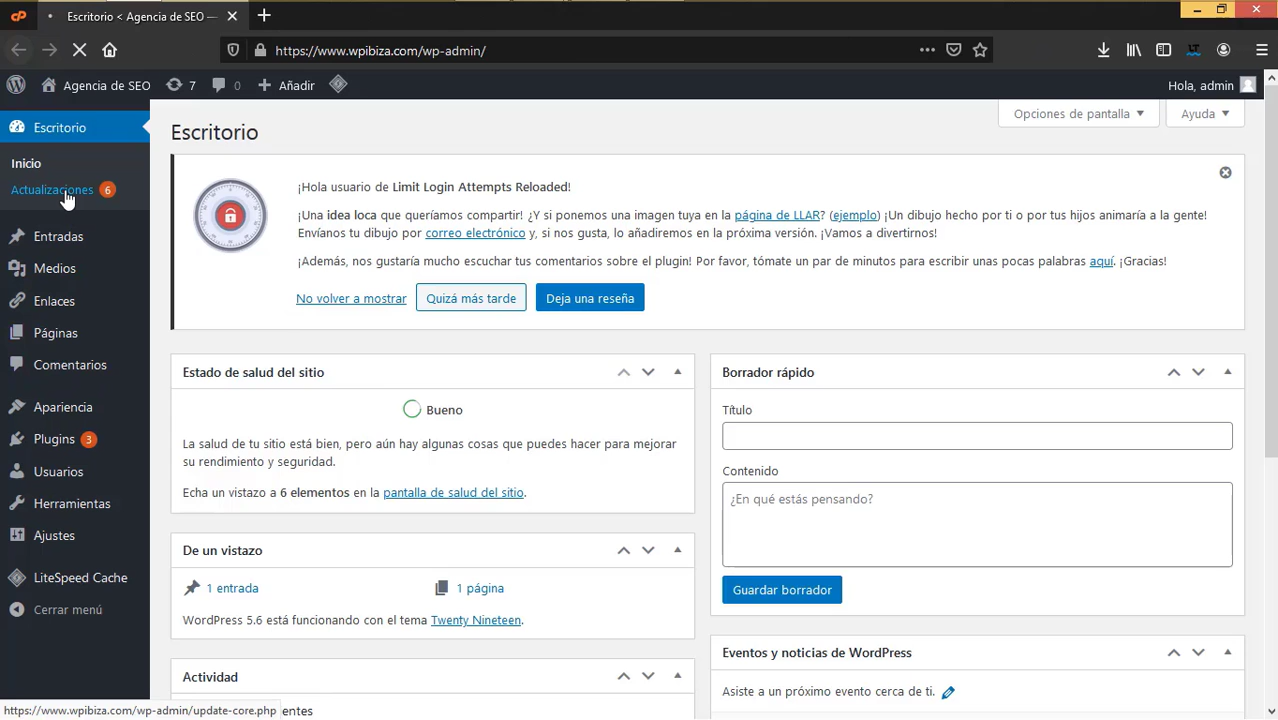 Escritorio < Agencia de SEO —
https://www.wpibiza.com/wp-admin/
Agencia de SEO 7 0 Añadir
Hola, admin
Escritorio
Inicio
Actualizaciones 6
Entradas
Medios
Enlaces
Páginas
Comentarios
Apariencia
Plugins 3
Usuarios
Herramientas
Ajustes
LiteSpeed Cache
Cerrar menú
Opciones de pantalla
Ayuda
Escritorio
¡Hola usuario de Limit Login Attempts Reloaded!
¡Una idea loca que queríamos compartir! ¿Y si ponemos una imagen tuya en la página de LLAR? (ejemplo) ¡Un dibujo hecho por ti o por tus hijos animaría a la gente!
Envíanos tu dibujo por correo electrónico y, si nos gusta, lo añadiremos en la próxima versión. ¡Vamos a divertirnos!
¡Además, nos gustaría mucho escuchar tus comentarios sobre el plugin! Por favor, tómate un par de minutos para escribir unas pocas palabras aquí. ¡Gracias!
No volver a mostrar
Quizá más tarde
Deja una reseña
Estado de salud del sitio
Bueno
La salud de tu sitio está bien, pero aún hay algunas cosas que puedes hacer para mejorar
su rendimiento y seguridad.
Echa un vistazo a 6 elementos en la pantalla de salud del sitio.
De un vistazo
1 entrada
1 página
WordPress 5.6 está funcionando con el tema Twenty Nineteen.
Actividad
entes
Borrador rápido
Título
Contenido
¿En qué estás pensando?
Guardar borrador
Eventos y noticias de WordPress
Asiste a un próximo evento cerca de ti.
https://www.wpibiza.com/wp-admin/update-core.php